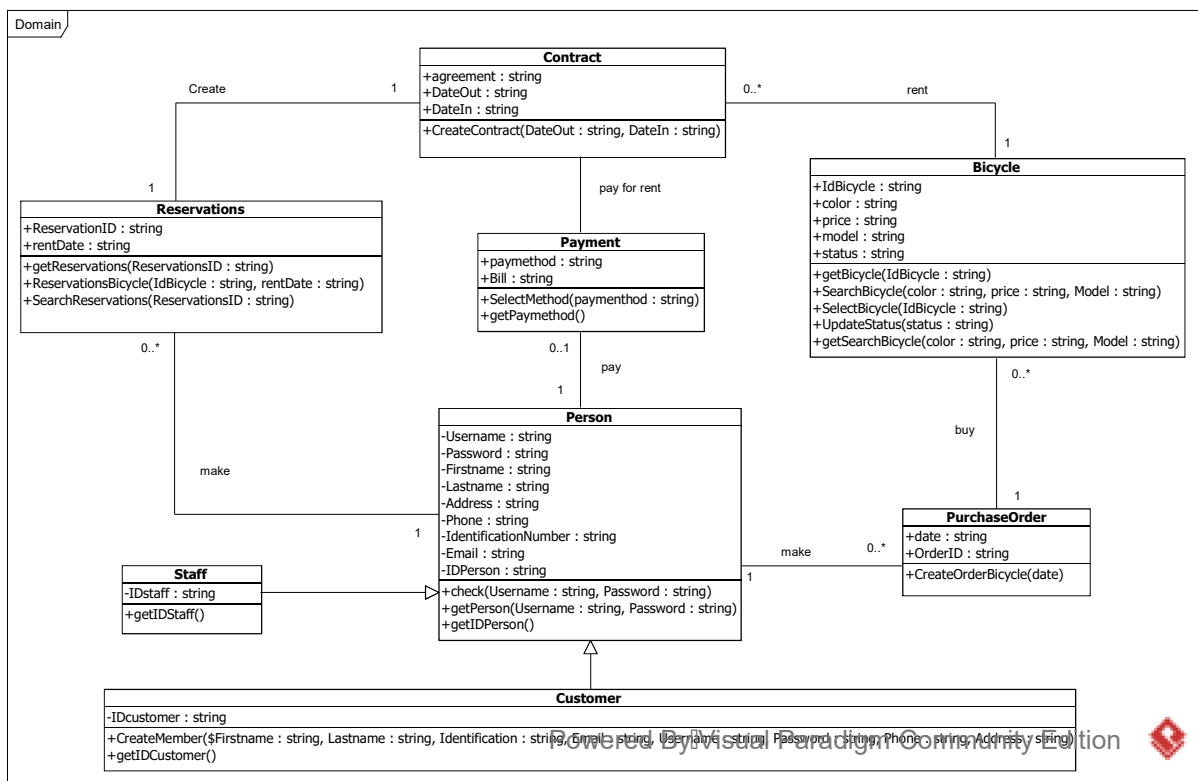 Domain
Contract
+agreement : string
+DateOut : string
+DateIn : string
+CreateContract(DateOut : string, DateIn : string)
Create
1
1
0..*
rent
1
pay for rent
Reservations
+ReservationID : string
+rentDate : string
+getReservations(ReservationsID : string)
+ReservationsBicycle(IdBicycle : string, rentDate : string)
+SearchReservations(ReservationsID : string)
Payment
+paymethod : string
+Bill : string
+SelectMethod(paymenthod : string)
+getPaymethod()
Bicycle
+IdBicycle : string
+color : string
+price : string
+model : string
+status : string
+getBicycle(IdBicycle : string)
+SearchBicycle(color : string, price : string, Model : string)
+SelectBicycle(IdBicycle : string)
+UpdateStatus(status : string)
+getSearchBicycle(color : string, price : string, Model : string)
0..*
0..1
pay
1
0..*
buy
1
make
1
Person
-Username : string
-Password : string
-Firstname : string
-Lastname : string
-Address : string
-Phone : string
-IdentificationNumber : string
-Email : string
-IDPerson : string
+check(Username : string, Password : string)
+getPerson(Username : string, Password : string)
+getIDPerson()
make
0..*
1
PurchaseOrder
+date : string
+OrderID : string
+CreateOrderBicycle(date)
Staff
-IDstaff : string
+getIDStaff()
Customer
-IDcustomer : string
+CreateMember($Firstname : string, Lastname : string, Identification : string, Email : string, Username : string, Password : string, Phone : string, Address : string)
+getIDCustomer()
Powered By Visual Paradigm Community Edition